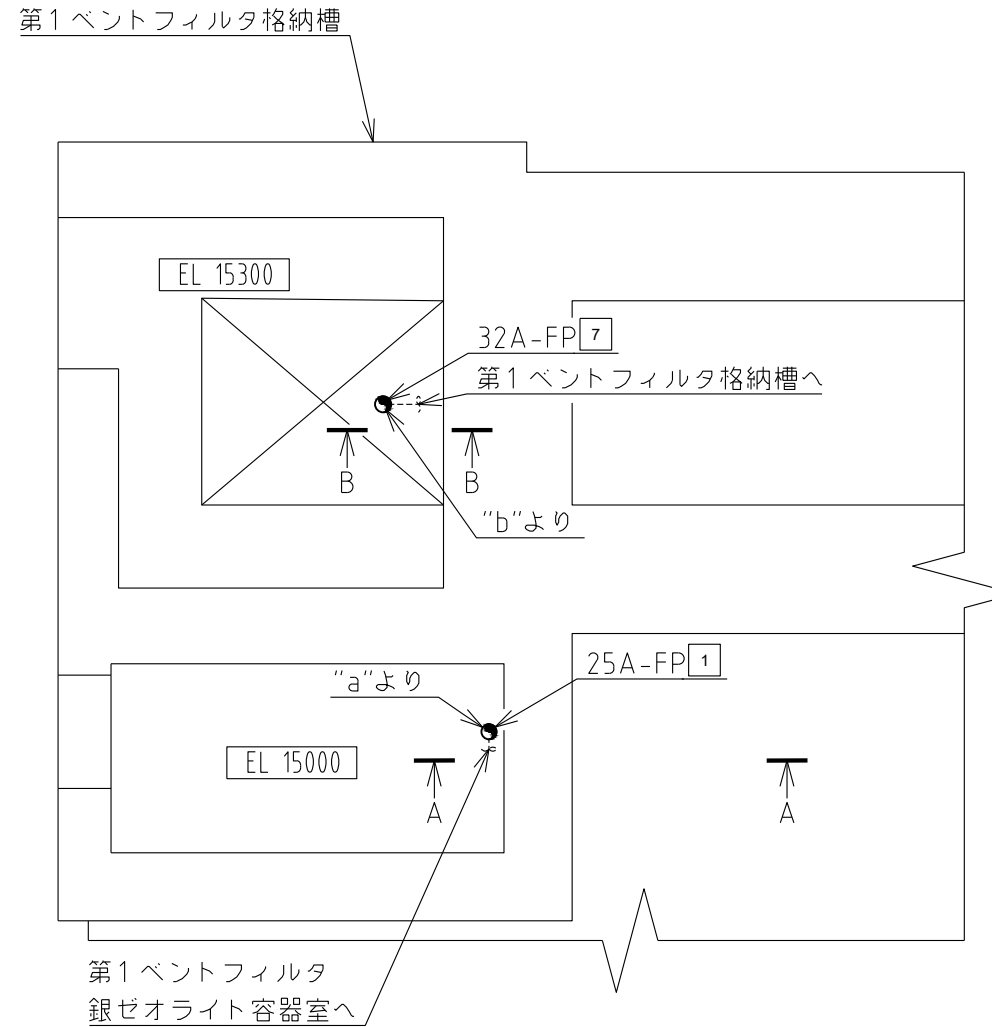 第1ベントフィルタ格納槽
EL 15300
32A-FP 7
第1ベントフィルタ格納槽へ
B
B
"b"より
25A-FP 1
"a"より
EL 15000
A
A
第1ベントフィルタ
銀ゼオライト容器室へ